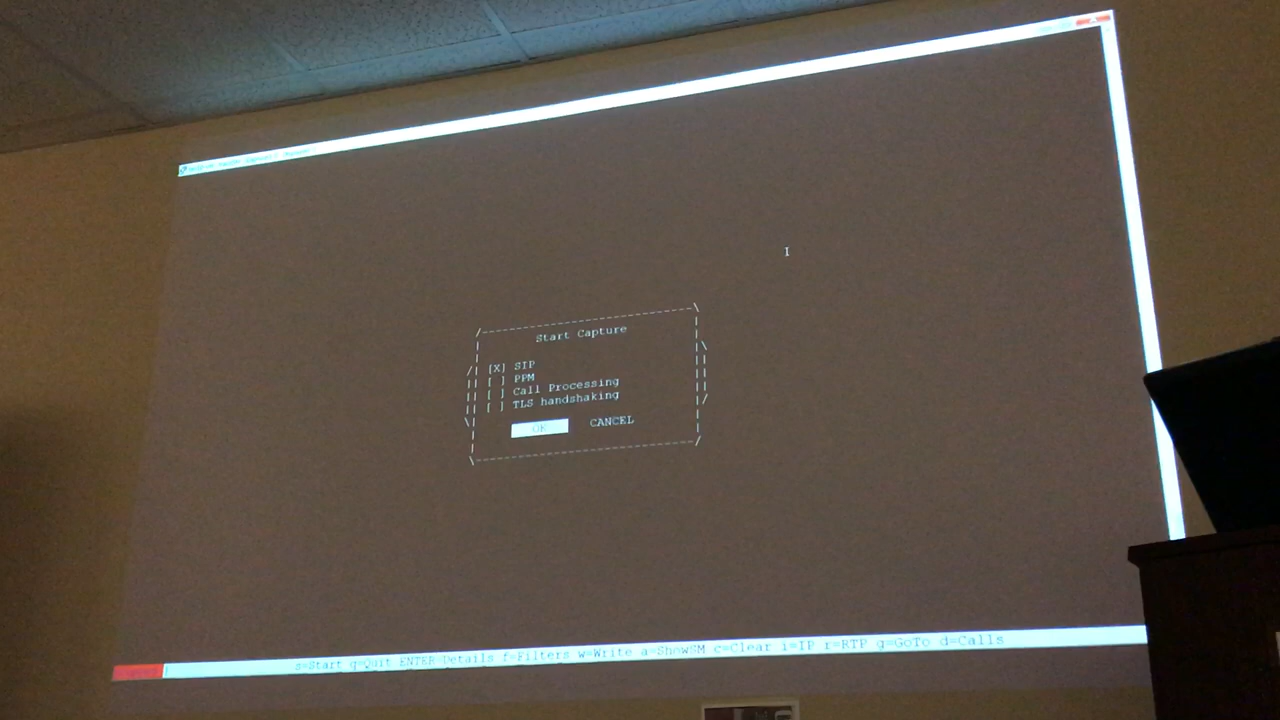 Start Capture
[X] SIP
[ ] PPM
[ ] Call Processing
[ ] TLS handshaking
OK CANCEL
s=Start q=Quit ENTER=Details f=Filters w=Write a=ShowSM c=Clear i=IP r=RTP g=GoTo d=Calls